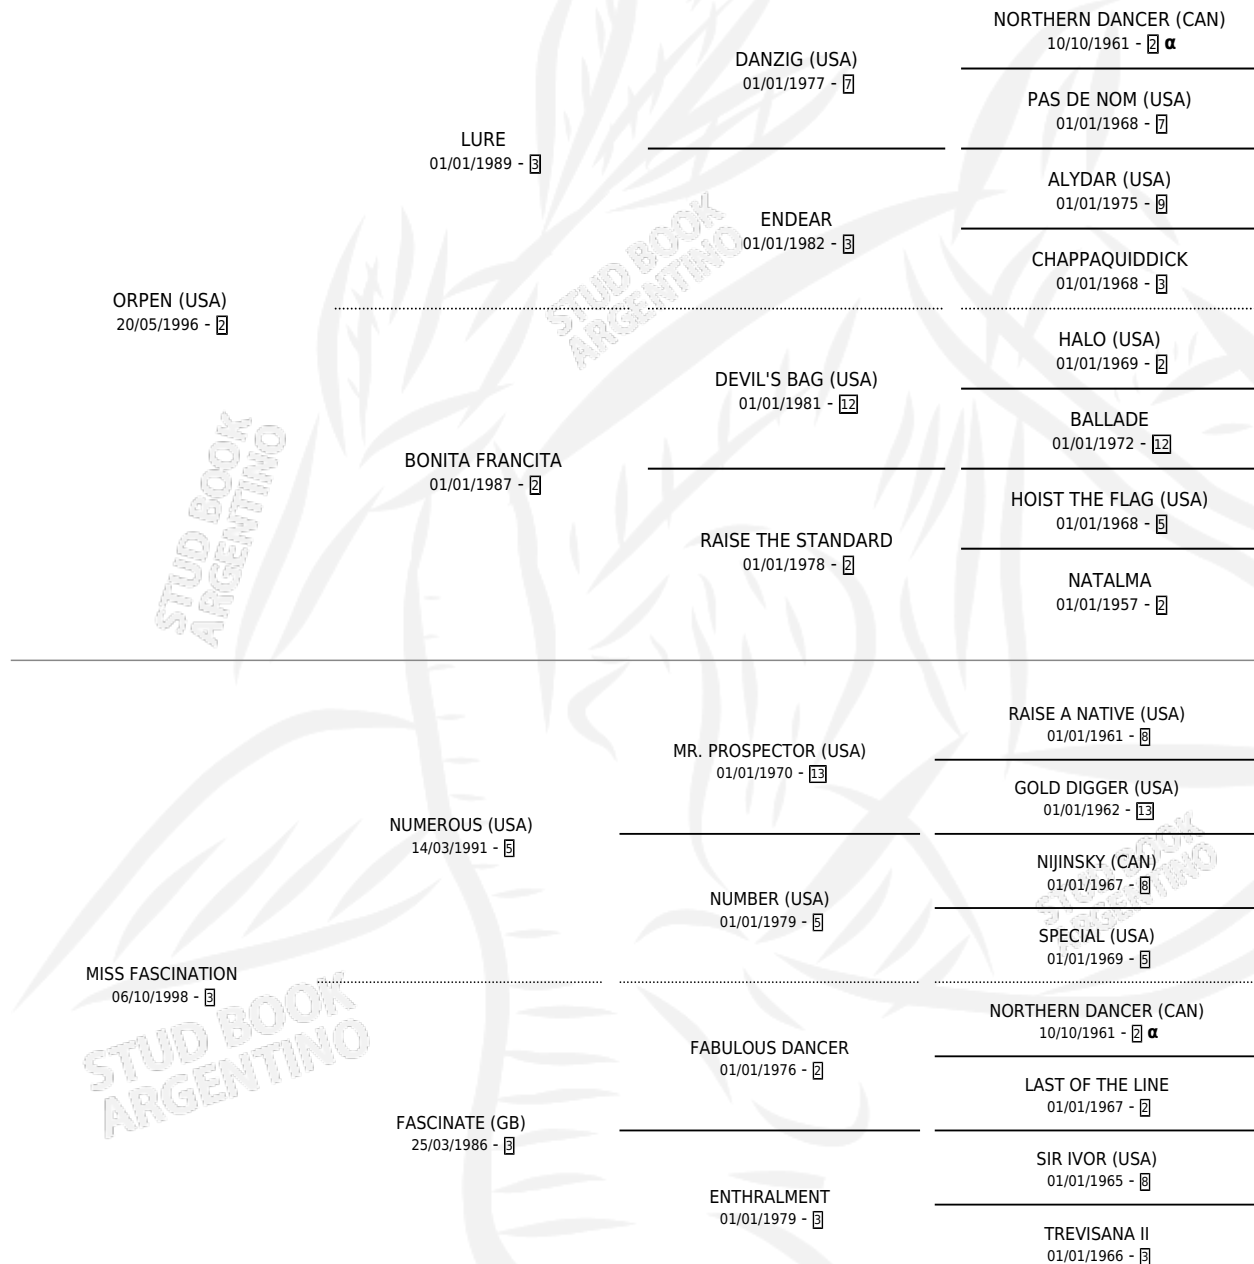 NORTHERN DANCER (CAN)
10/10/1961 - 2 α
DANZIG (USA)
01/01/1977 - 7
PAS DE NOM (USA)
01/01/1968 - 7
LURE
01/01/1989 - 3
ALYDAR (USA)
01/01/1975 - 9
ENDEAR
01/01/1982 - 3
CHAPPAQUIDDICK
01/01/1968 - 3
ORPEN (USA)
20/05/1996 - 2
HALO (USA)
01/01/1969 - 2
DEVIL'S BAG (USA)
01/01/1981 - 12
BALLADE
01/01/1972 - 12
BONITA FRANCITA
01/01/1987 - 2
HOIST THE FLAG (USA)
01/01/1968 - 5
RAISE THE STANDARD
01/01/1978 - 2
NATALMA
01/01/1957 - 2
STUD BOOK
ARGENTINO
STUD BOOK
ARGENTINO
RAISE A NATIVE (USA)
01/01/1961 - 8
MR. PROSPECTOR (USA)
01/01/1970 - 13
GOLD DIGGER (USA)
01/01/1962 - 13
NUMEROUS (USA)
14/03/1991 - 5
NIJINSKY (CAN)
01/01/1967 - 8
NUMBER (USA)
01/01/1979 - 5
SPECIAL (USA)
01/01/1969 - 5
STUD BOOK
ARGENTINO
MISS FASCINATION
06/10/1998 - 3
NORTHERN DANCER (CAN)
10/10/1961 - 2 α
FABULOUS DANCER
01/01/1976 - 2
LAST OF THE LINE
01/01/1967 - 2
STUD BOOK
ARGENTINO
FASCINATE (GB)
25/03/1986 - 3
SIR IVOR (USA)
01/01/1965 - 8
ENTHRALMENT
01/01/1979 - 3
TREVISANA II
01/01/1966 - 3